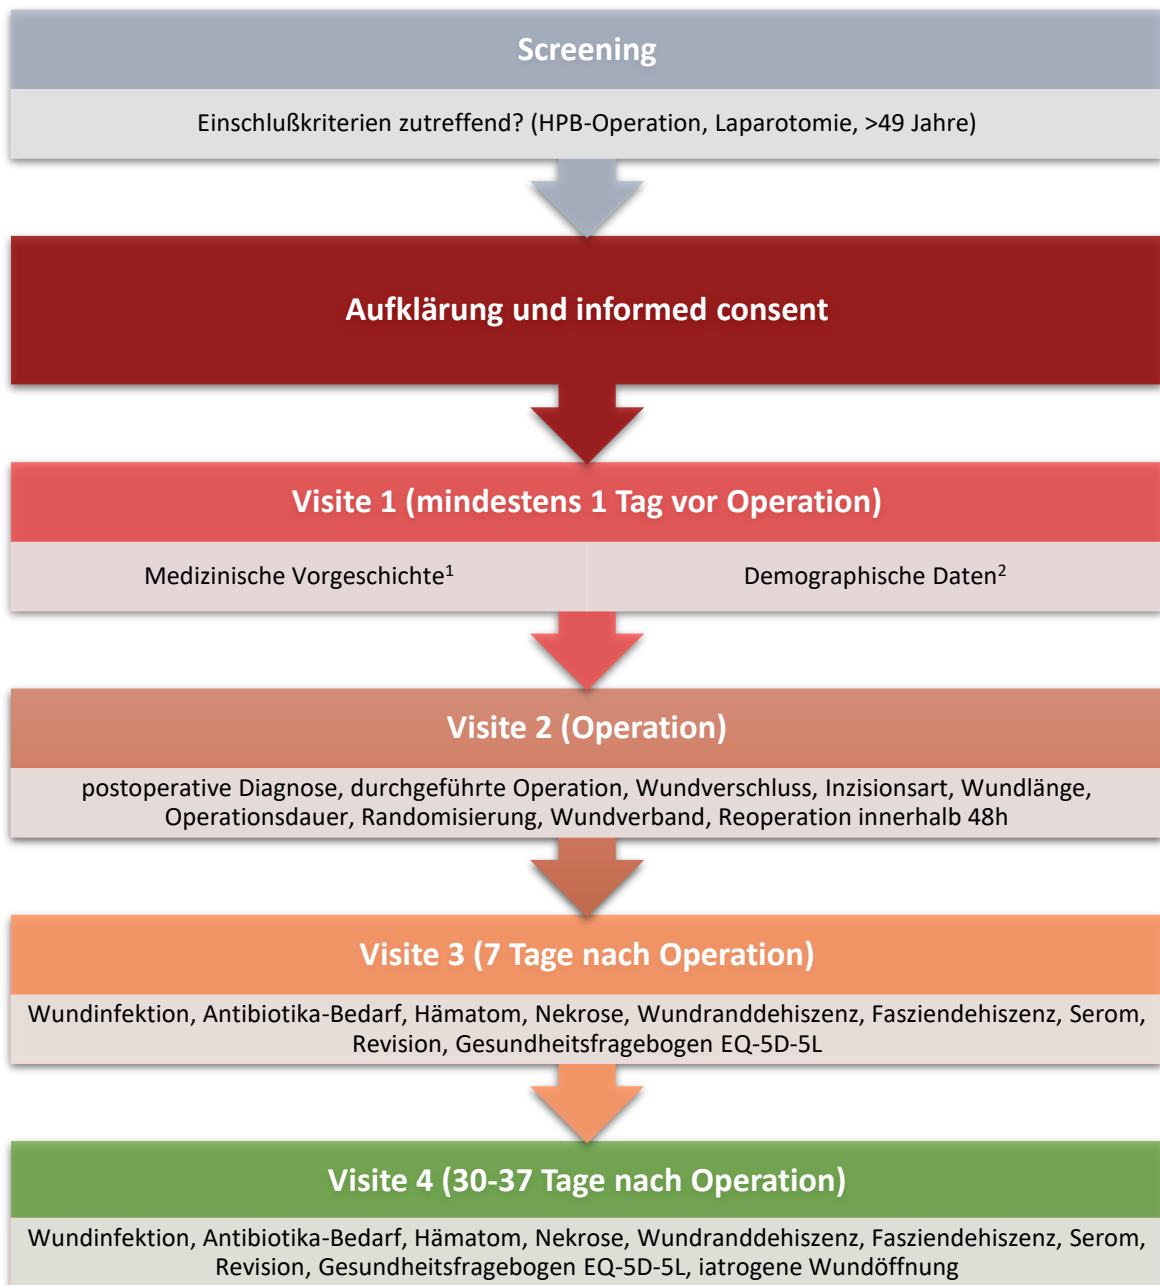 Screening
Einschlußkriterien zutreffend? (HPB-Operation, Laparotomie, >49 Jahre)
Aufklärung und informed consent
Visite 1 (mindestens 1 Tag vor Operation)
Medizinische Vorgeschichte¹
Demographische Daten²
Visite 2 (Operation)
postoperative Diagnose, durchgeführte Operation, Wundverschluss, Inzisionsart, Wundlänge,
Operationsdauer, Randomisierung, Wundverband, Reoperation innerhalb 48h
Visite 3 (7 Tage nach Operation)
Wundinfektion, Antibiotika-Bedarf, Hämatom, Nekrose, Wundranddehiszenz, Fasziendehiszenz, Serom,
Revision, Gesundheitsfragebogen EQ-5D-5L
Visite 4 (30-37 Tage nach Operation)
Wundinfektion, Antibiotika-Bedarf, Hämatom, Nekrose, Wundranddehiszenz, Fasziendehiszenz, Serom,
Revision, Gesundheitsfragebogen EQ-5D-5L, iatrogene Wundöffnung